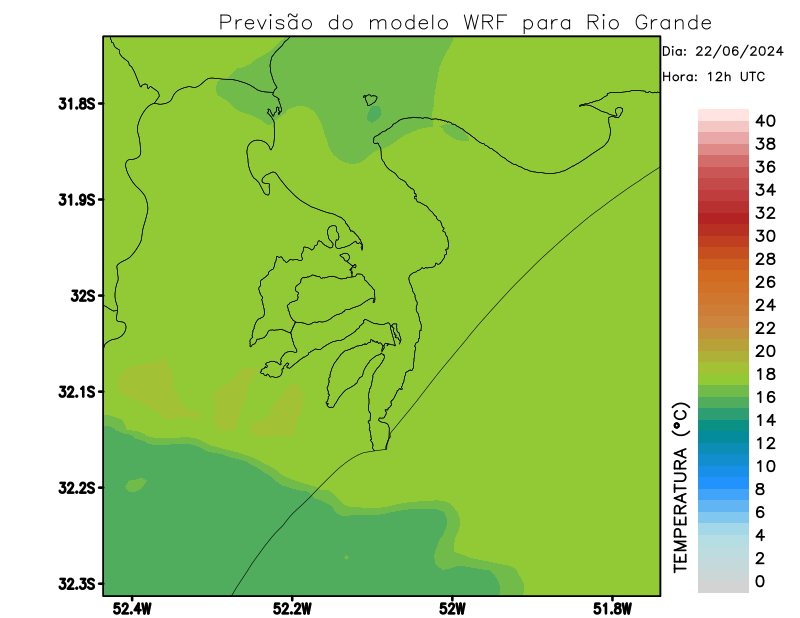 Previsão do modelo WRF para Rio Grande
Dia: 22/06/2024
Hora: 12h UTC
31.8S
31.9S
32S
32.1S
32.2S
32.3S
52.4W
52.2W
52W
51.8W
TEMPERATURA (°C)
40
38
36
34
32
30
28
26
24
22
20
18
16
14
12
10
8
6
4
2
0